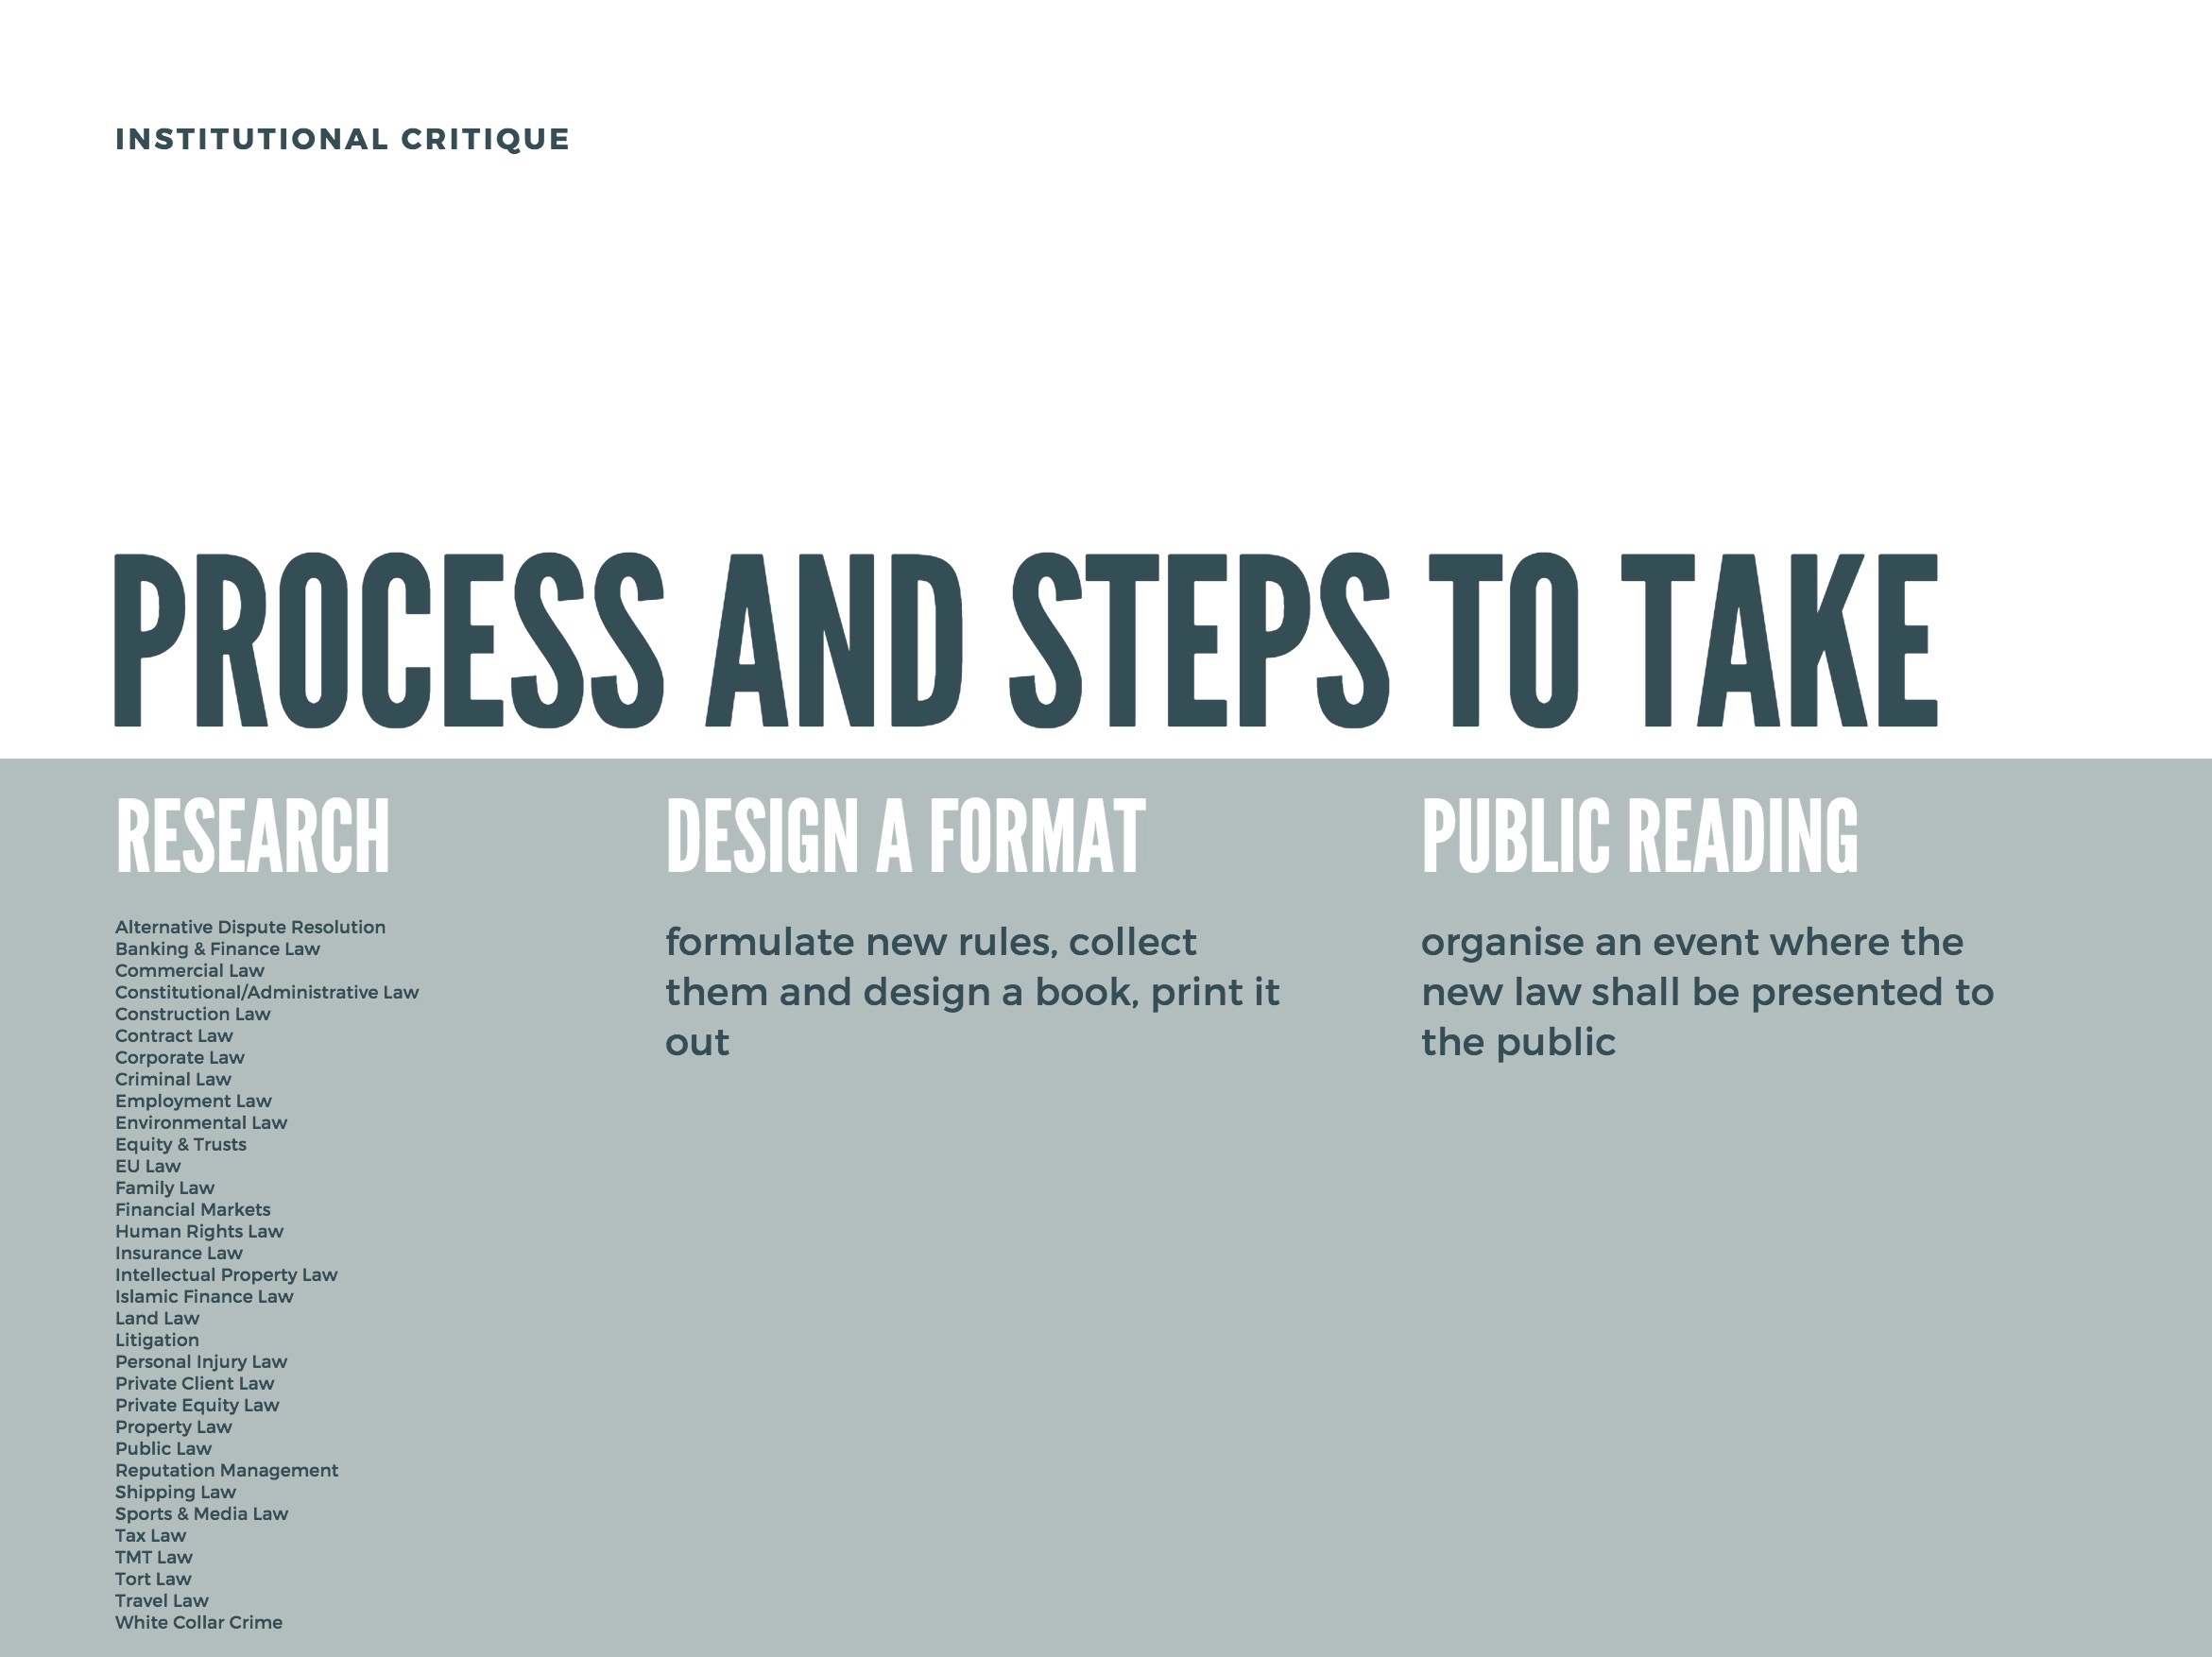 INSTITUTIONAL CRITIQUE
PROCESS AND STEPS TO TAKE
RESEARCH
Alternative Dispute Resolution
Banking & Finance Law
Commercial Law
Constitutional/Administrative Law
Construction Law
Contract Law
Corporate Law
Criminal Law
Employment Law
Environmental Law
Equity & Trusts
EU Law
Family Law
Financial Markets
Human Rights Law
Insurance Law
Intellectual Property Law
Islamic Finance Law
Land Law
Litigation
Personal Injury Law
Private Client Law
Private Equity Law
Property Law
Public Law
Reputation Management
Shipping Law
Sports & Media Law
Tax Law
TMT Law
Tort Law
Travel Law
White Collar Crime
DESIGN A FORMAT
formulate new rules, collect
them and design a book, print it
out
PUBLIC READING
organise an event where the
new law shall be presented to
the public